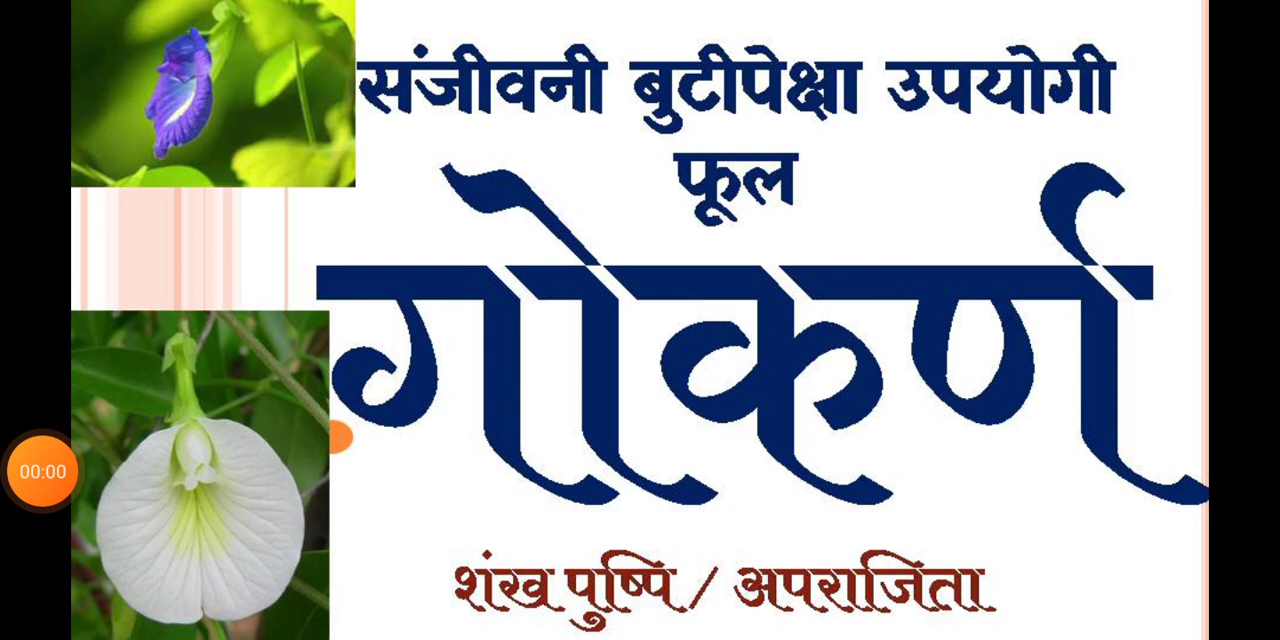 संजीवनी बुटीपेक्षा उपयोगी
फूल
गोकर्ण
शंख पुष्पि / अपराजिता
00:00